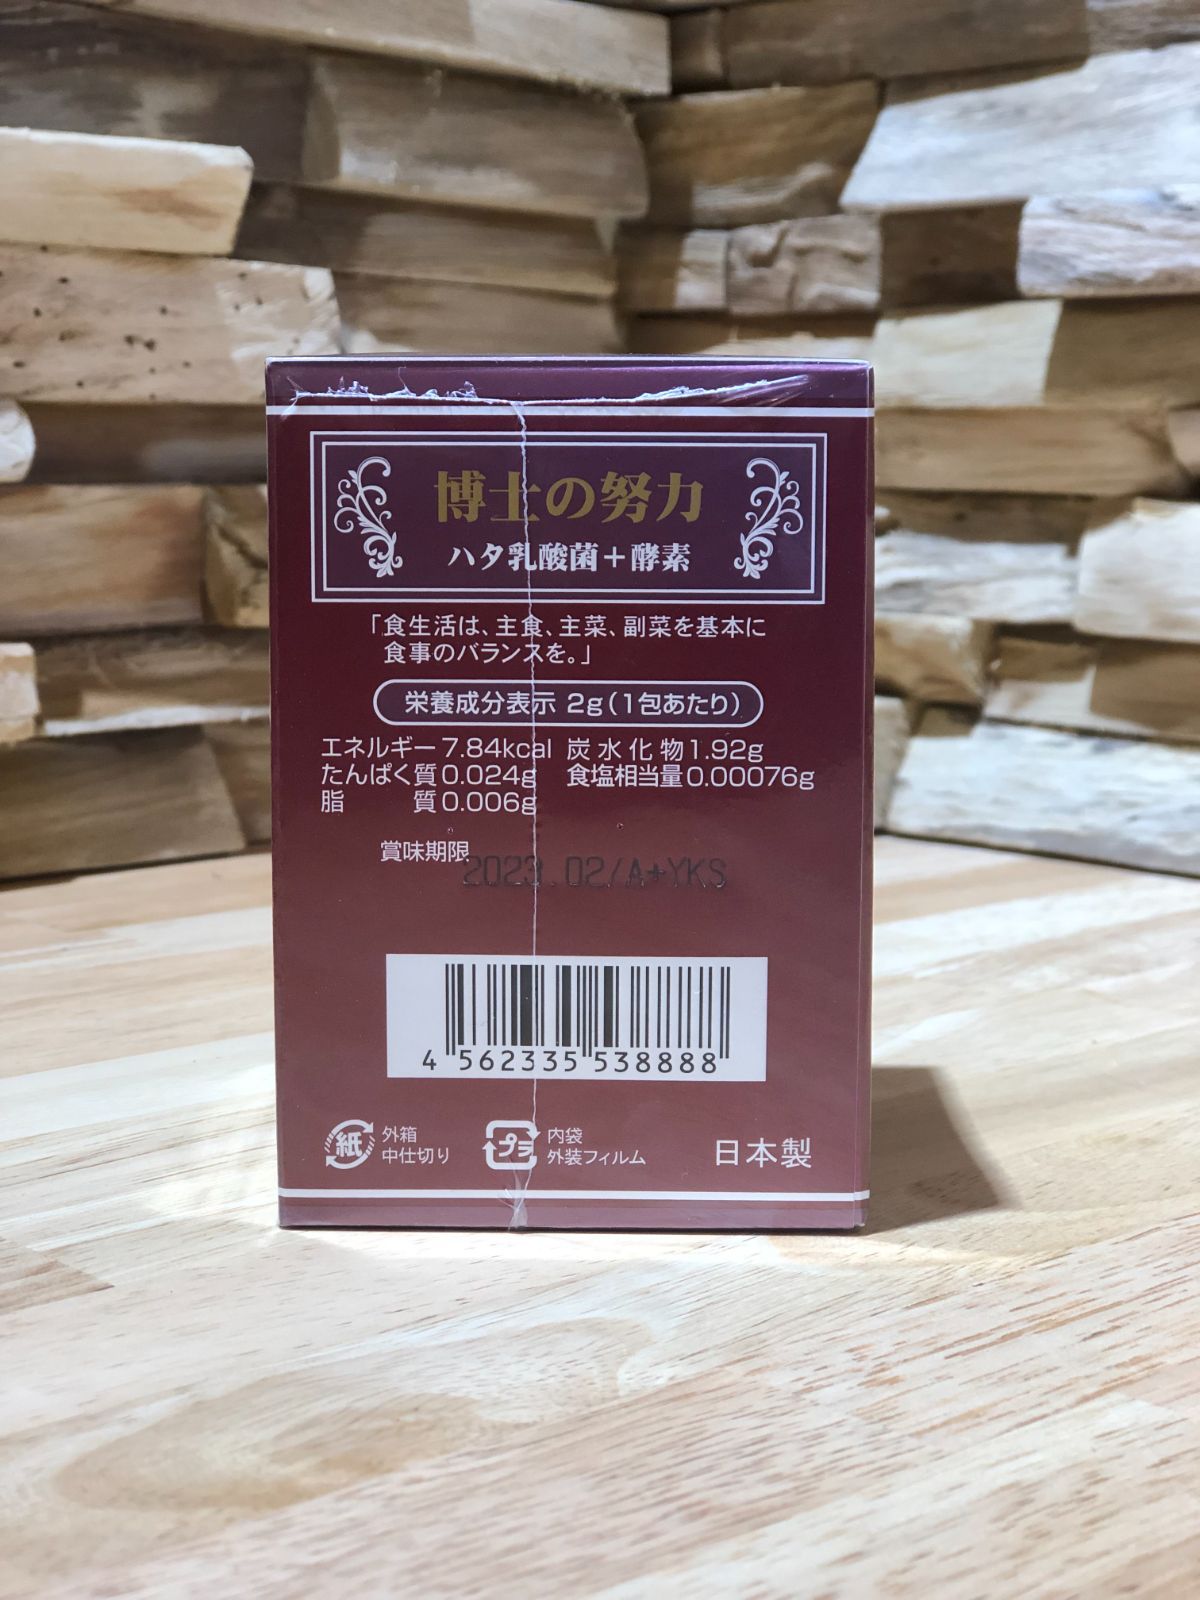 博士の努力
ハタ乳酸菌＋酵素
「食生活は、主食、主菜、副菜を基本に
食事のバランスを。」
栄養成分表示 2g(1包あたり)
エネルギー7.84kcal 炭水化物1.92g
たんぱく質0.024g 食塩相当量0.00076g
脂質0.006g
賞味期限
2023.02/A+YKS
4 562335 538888
紙 外箱
中仕切り
プラ 内袋
外装フィルム
日本製